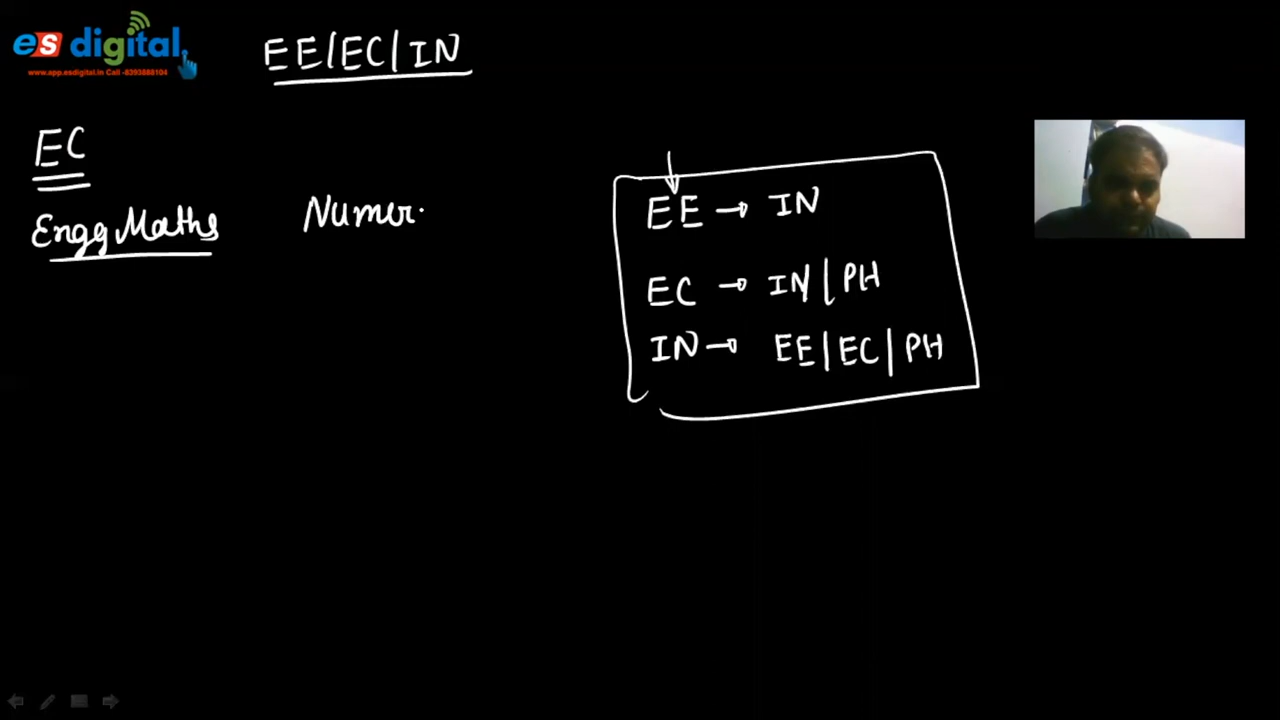 es digital.
www.app.esdigital.in Call -8393888104
EE/EC/IN
EC
Engg Maths
Numer.
EE → IN
EC → IN/PH
IN → EE/EC/PH